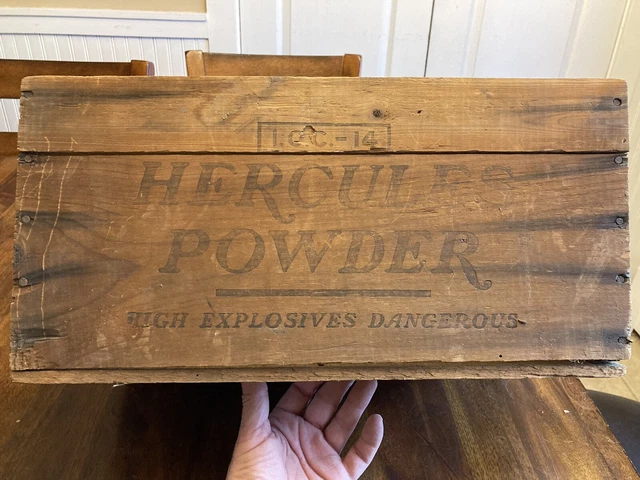 I.C.C.-14
HERCULES
POWDER
HIGH EXPLOSIVES DANGEROUS